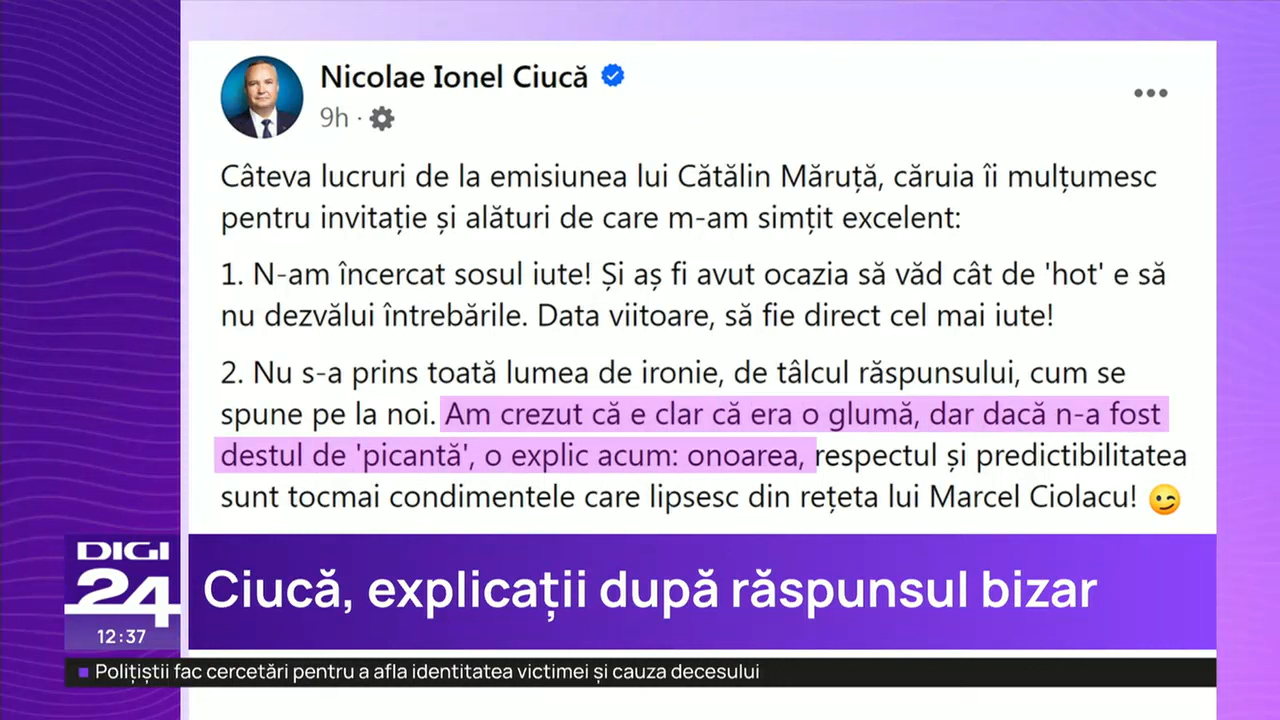 Nicolae Ionel Ciucă
9h ·
Câteva lucruri de la emisiunea lui Cătălin Măruță, căruia îi mulțumesc
pentru invitație și alături de care m-am simțit excelent:
1. N-am încercat sosul iute! Și aș fi avut ocazia să văd cât de 'hot' e să
nu dezvălui întrebările. Data viitoare, să fie direct cel mai iute!
2. Nu s-a prins toată lumea de ironie, de tâlcul răspunsului, cum se
spune pe la noi. Am crezut că e clar că era o glumă, dar dacă n-a fost
destul de 'picantă', o explic acum: onoarea, respectul și predictibilitatea
sunt tocmai condimentele care lipsesc din rețeta lui Marcel Ciolacu! 😉
DIGI
24
12:37
Ciucă, explicații după răspunsul bizar
Polițiștii fac cercetări pentru a afla identitatea victimei și cauza decesului